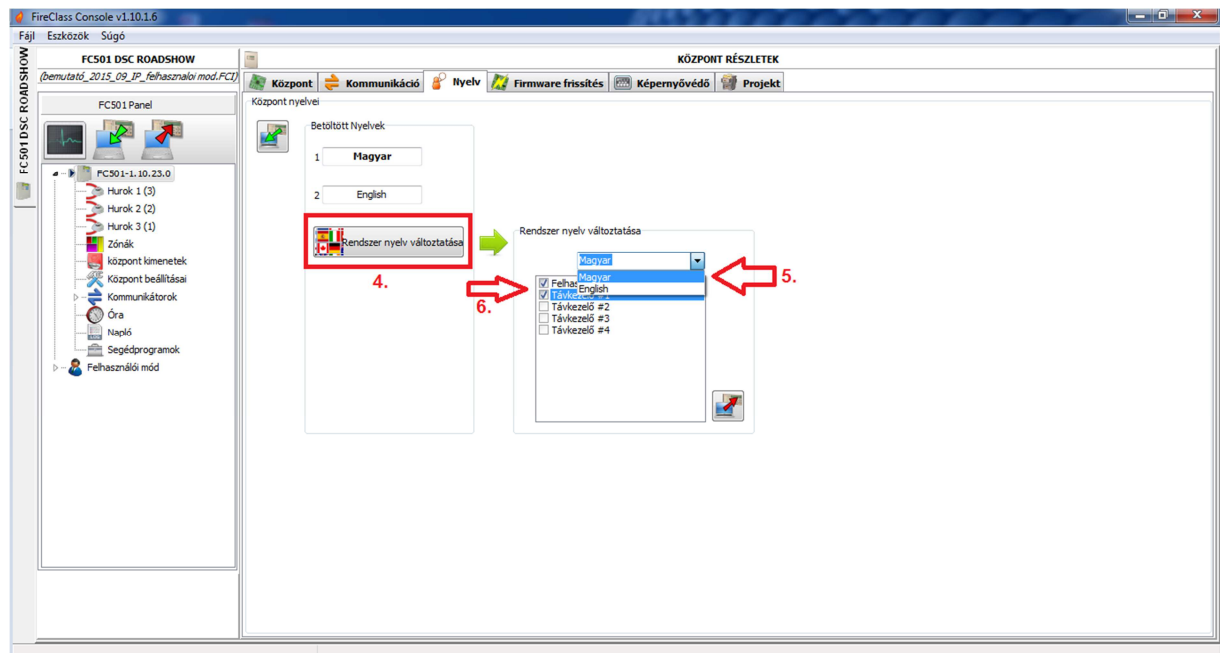 FireClass Console v1.10.1.6
Fájl Eszközök Súgó
FC501 DSC ROADSHOW
FC501 DSC ROADSHOW
(bemutató_2015_09_IP_felhasznaloi mod.FCI)
FC501 Panel
FC501-1.10.23.0
Hurok 1 (3)
Hurok 2 (2)
Hurok 3 (1)
Zónák
központ kimenetek
Központ beállításai
Kommunikátorok
Óra
Napló
Segédprogramok
Felhasználói mód
KÖZPONT RÉSZLETEK
Központ Kommunikáció Nyelv Firmware frissítés Képernyővédő Projekt
Központ nyelvei
Betöltött Nyelvek
1 Magyar
2 English
Rendszer nyelv változtatása
4.
Rendszer nyelv változtatása
Magyar
Magyar
English
5.
6.
Távkezelő #1
Távkezelő #2
Távkezelő #3
Távkezelő #4